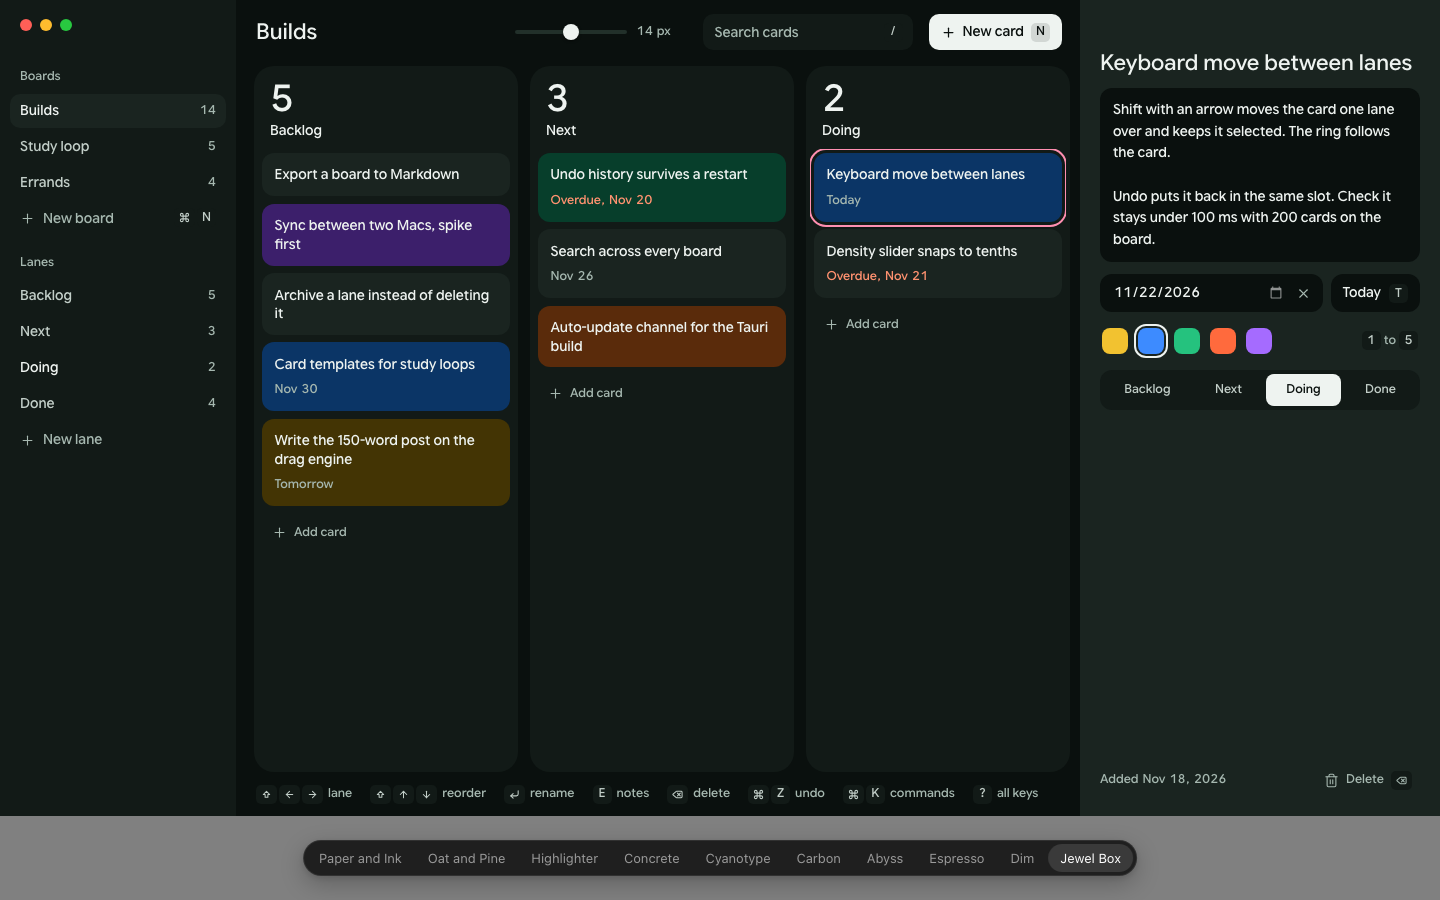 Boards
Builds 14
Study loop 5
Errands 4
+ New board ⌘ N
Lanes
Backlog 5
Next 3
Doing 2
Done 4
+ New lane
Builds
14 px
Search cards /
+ New card N
5
Backlog
Export a board to Markdown
Sync between two Macs, spike
first
Archive a lane instead of deleting
it
Card templates for study loops
Nov 30
Write the 150-word post on the
drag engine
Tomorrow
+ Add card
3
Next
Undo history survives a restart
Overdue, Nov 20
Search across every board
Nov 26
Auto-update channel for the Tauri
build
+ Add card
2
Doing
Keyboard move between lanes
Today
Density slider snaps to tenths
Overdue, Nov 21
+ Add card
⇧ ← → lane ⇧ ↑ ↓ reorder ↵ rename E notes ⌫ delete ⌘ Z undo ⌘ K commands ? all keys
Keyboard move between lanes
Shift with an arrow moves the card one lane
over and keeps it selected. The ring follows
the card.
Undo puts it back in the same slot. Check it
stays under 100 ms with 200 cards on the
board.
11/22/2026
Today T
1 to 5
Backlog Next Doing Done
Added Nov 18, 2026
Delete ⌫
Paper and Ink Oat and Pine Highlighter Concrete Cyanotype Carbon Abyss Espresso Dim Jewel Box